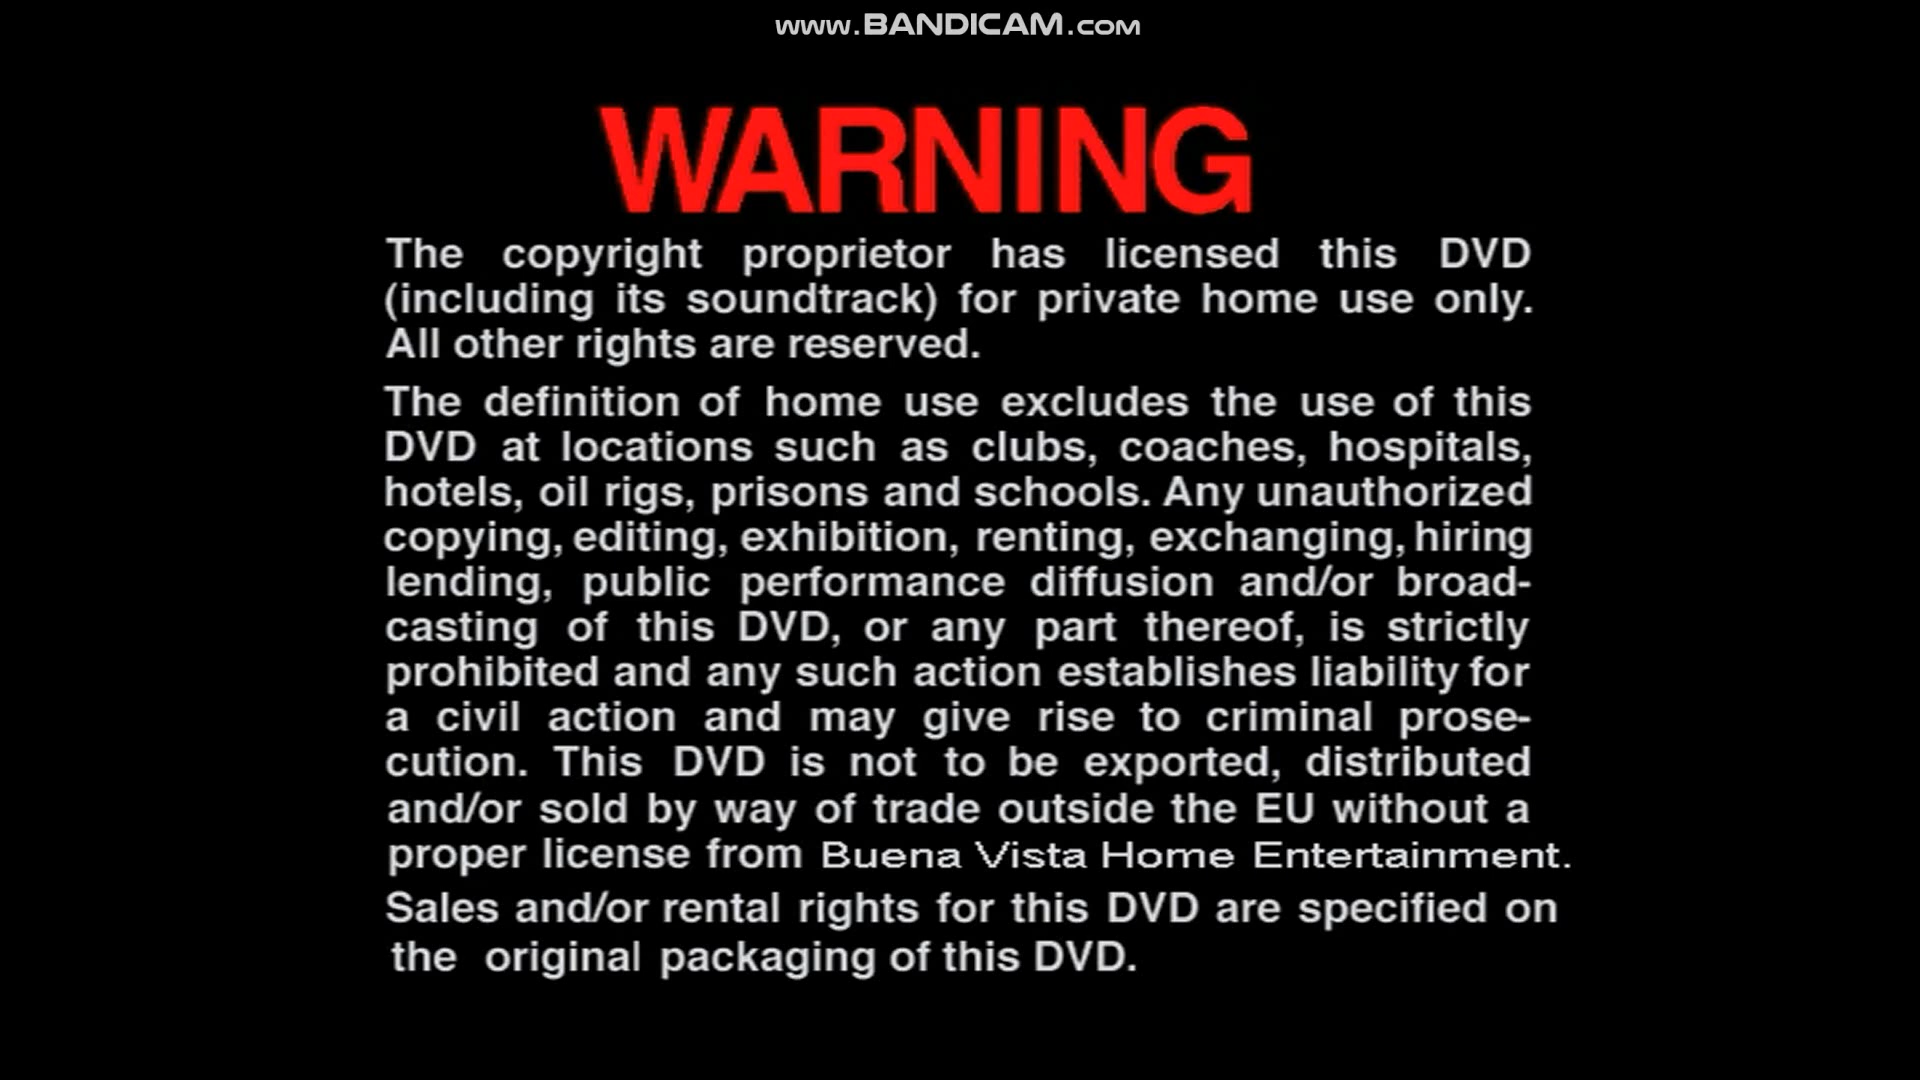 www.BANDICAM.com
WARNING
The copyright proprietor has licensed this DVD
(including its soundtrack) for private home use only.
All other rights are reserved.
The definition of home use excludes the use of this
DVD at locations such as clubs, coaches, hospitals,
hotels, oil rigs, prisons and schools. Any unauthorized
copying, editing, exhibition, renting, exchanging, hiring
lending, public performance diffusion and/or broad-
casting of this DVD, or any part thereof, is strictly
prohibited and any such action establishes liability for
a civil action and may give rise to criminal prose-
cution. This DVD is not to be exported, distributed
and/or sold by way of trade outside the EU without a
proper license from Buena Vista Home Entertainment.
Sales and/or rental rights for this DVD are specified on
the original packaging of this DVD.